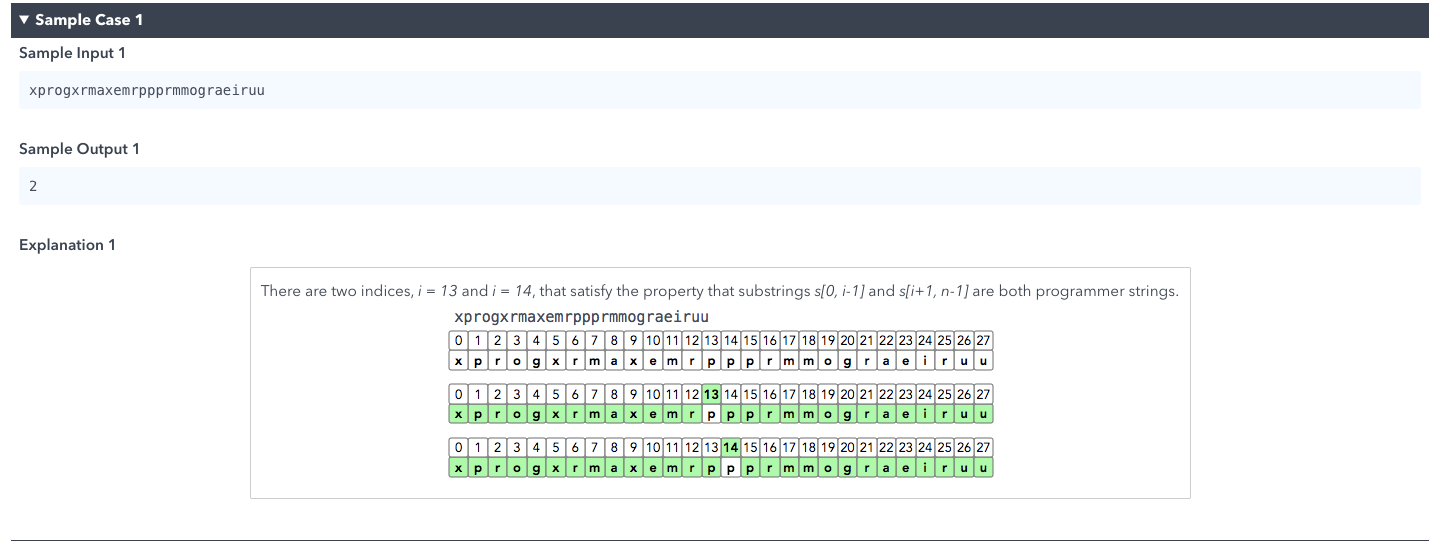 ▼ Sample Case 1
Sample Input 1
xprogxrmaxemrppprmmograeiruu
Sample Output 1
2
Explanation 1
There are two indices, i = 13 and i = 14, that satisfy the property that substrings s[0, i-1] and s[i+1, n-1] are both programmer strings.
xprogxrmaxemrppprmmograeiruu
0 1 2 3 4 5 6 7 8 9 10 11 12 13 14 15 16 17 18 19 20 21 22 23 24 25 26 27
x p r o g x r m a x e m r p p p r m m o g r a e i r u u
0 1 2 3 4 5 6 7 8 9 10 11 12 13 14 15 16 17 18 19 20 21 22 23 24 25 26 27
x p r o g x r m a x e m r p p p r m m o g r a e i r u u
0 1 2 3 4 5 6 7 8 9 10 11 12 13 14 15 16 17 18 19 20 21 22 23 24 25 26 27
x p r o g x r m a x e m r p p p r m m o g r a e i r u u